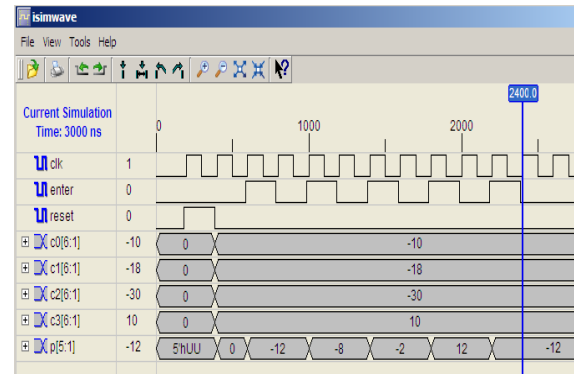 isimwave
File View Tools Help
2400.0
Current Simulation
Time: 3000 ns
0 1000 2000
clk 1
enter 0
reset 0
c0[6:1] -10 0 -10
c1[6:1] -18 0 -18
c2[6:1] -30 0 -30
c3[6:1] 10 0 10
p[5:1] -12 5'hUU 0 -12 -8 -2 12 -12